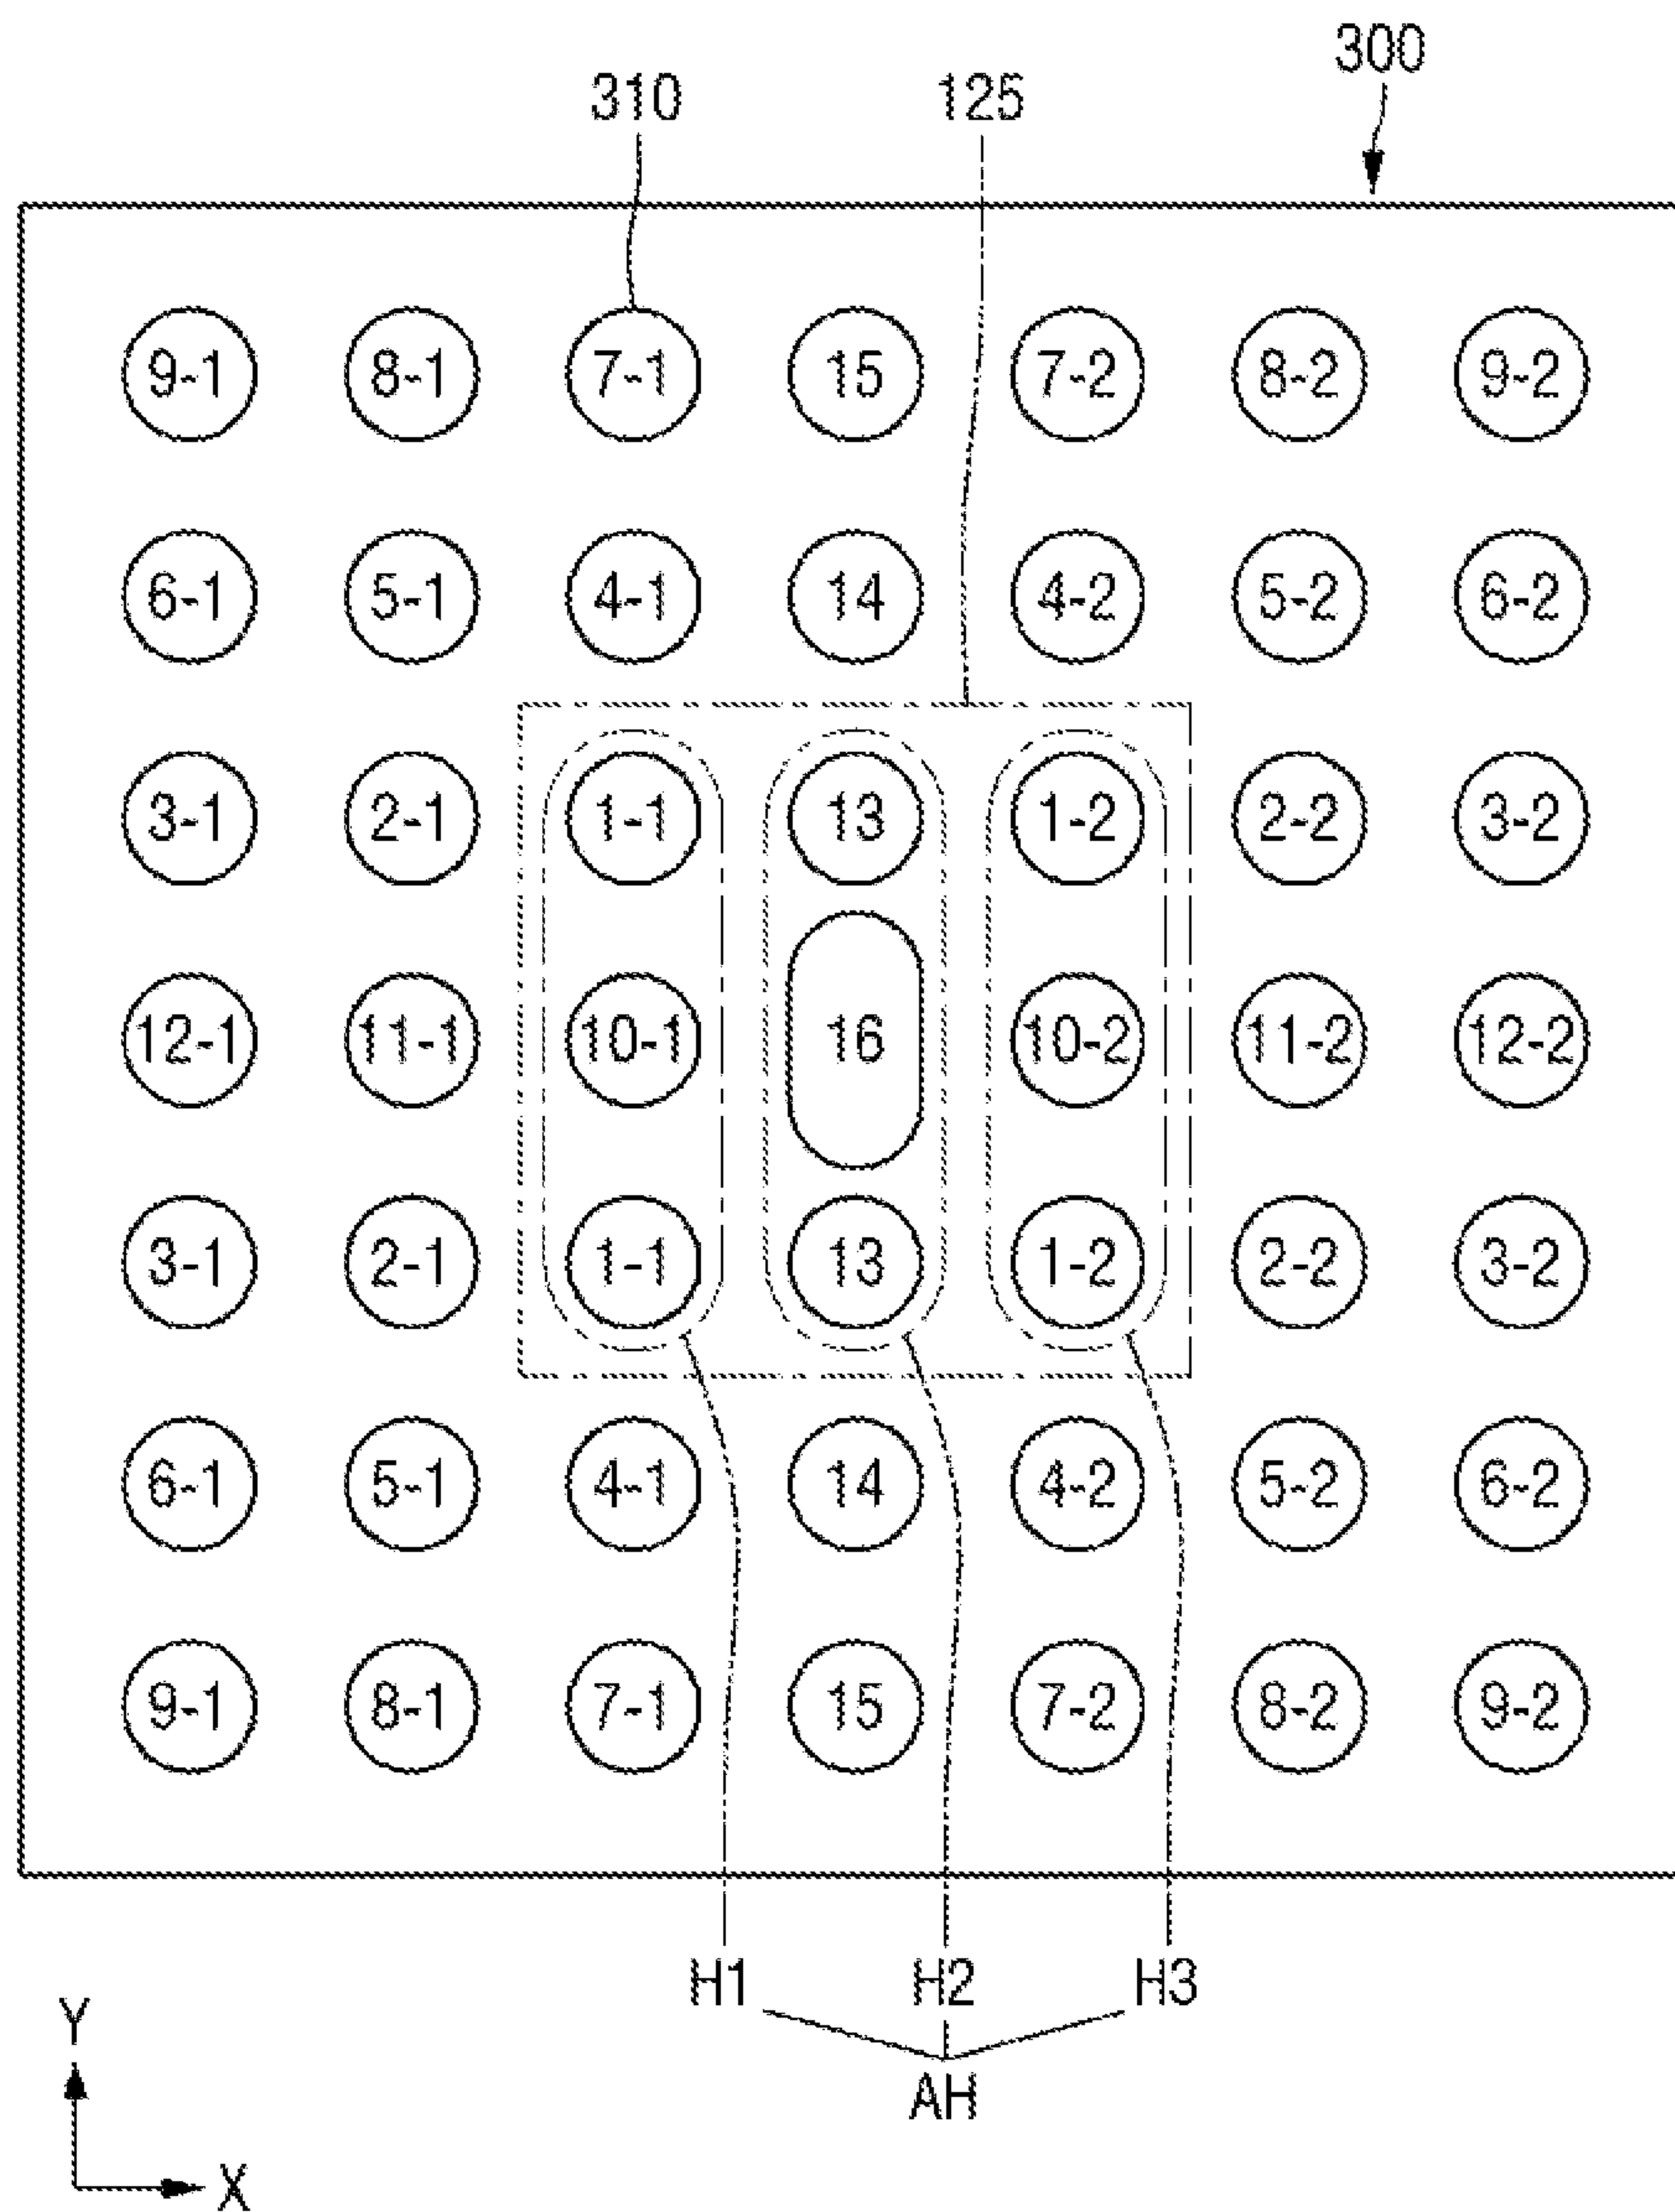 300
310 125
9-1 8-1 7-1 15 7-2 8-2 9-2
6-1 5-1 4-1 14 4-2 5-2 6-2
3-1 2-1 1-1 13 1-2 2-2 3-2
12-1 11-1 10-1 16 10-2 11-2 12-2
3-1 2-1 1-1 13 1-2 2-2 3-2
6-1 5-1 4-1 14 4-2 5-2 6-2
9-1 8-1 7-1 15 7-2 8-2 9-2
H1 H2 H3
Y
AH
X